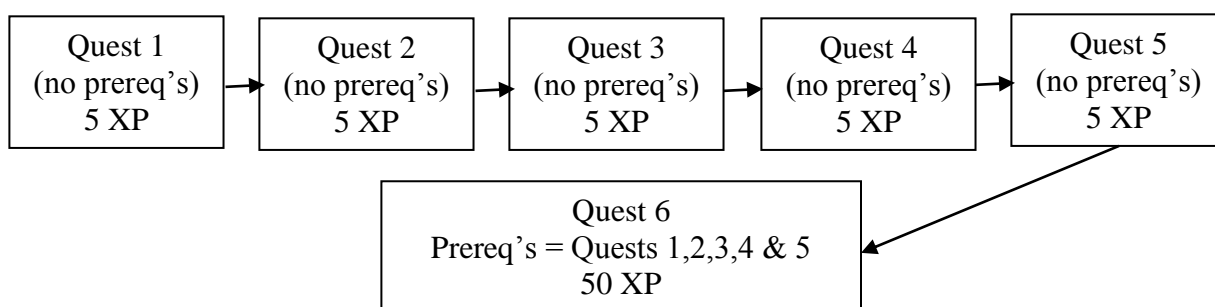 Quest 1
(no prereq’s)
5 XP
Quest 2
(no prereq’s)
5 XP
Quest 3
(no prereq’s)
5 XP
Quest 4
(no prereq’s)
5 XP
Quest 5
(no prereq’s)
5 XP
Quest 6
Prereq’s = Quests 1,2,3,4 & 5
50 XP